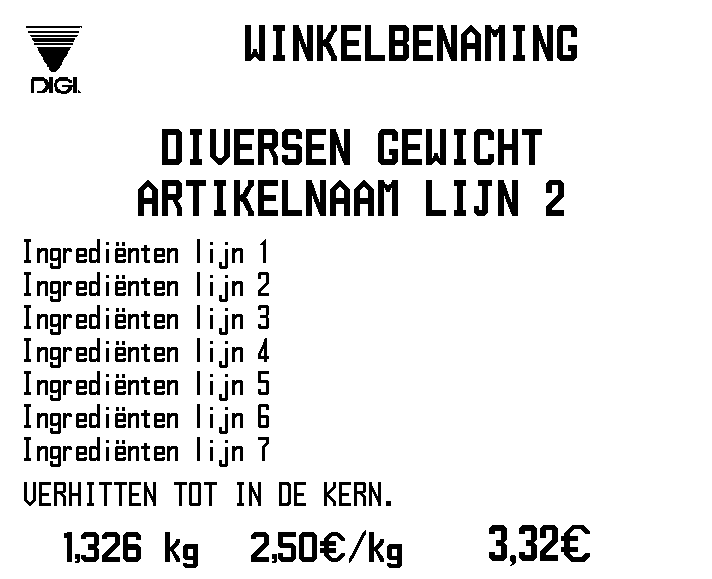 WINKELBENAMING
DIGI.
DIVERSEN GEWICHT
ARTIKELNAAM LIJN 2
Ingrediënten lijn 1
Ingrediënten lijn 2
Ingrediënten lijn 3
Ingrediënten lijn 4
Ingrediënten lijn 5
Ingrediënten lijn 6
Ingrediënten lijn 7
VERHITTEN TOT IN DE KERN.
1,326 kg 2,50€/kg 3,32€